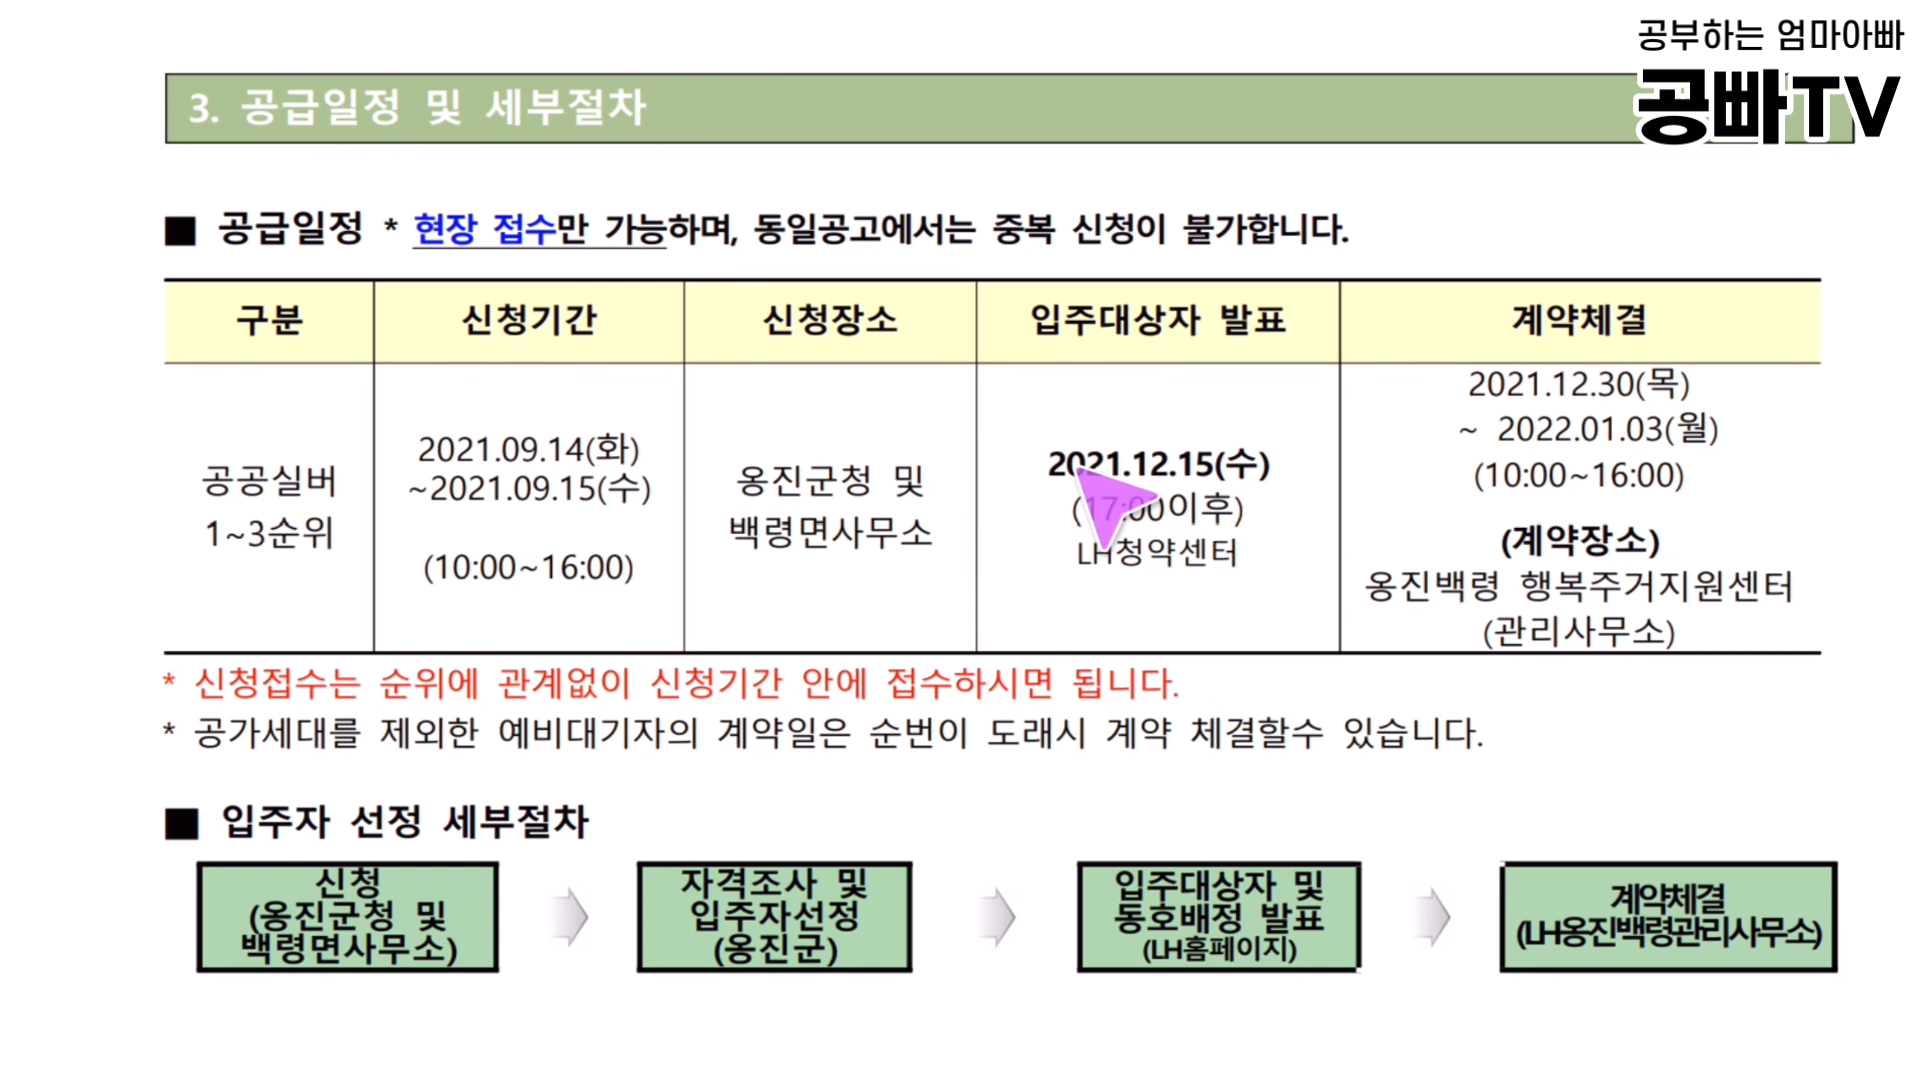 공부하는 엄마아빠
공빠TV
3. 공급일정 및 세부절차
■ 공급일정 * 현장 접수만 가능하며, 동일공고에서는 중복 신청이 불가합니다.
구분 신청기간 신청장소 입주대상자 발표 계약체결
공공실버
1~3순위
2021.09.14(화)
~2021.09.15(수)
(10:00~16:00)
옹진군청 및
백령면사무소
2021.12.15(수)
(17:00이후)
LH청약센터
2021.12.30(목)
~ 2022.01.03(월)
(10:00~16:00)
(계약장소)
옹진백령 행복주거지원센터
(관리사무소)
* 신청접수는 순위에 관계없이 신청기간 안에 접수하시면 됩니다.
* 공가세대를 제외한 예비대기자의 계약일은 순번이 도래시 계약 체결할수 있습니다.
■ 입주자 선정 세부절차
신청
(옹진군청 및
백령면사무소)
자격조사 및
입주자선정
(옹진군)
입주대상자 및
동호배정 발표
(LH홈페이지)
계약체결
(LH옹진백령관리사무소)